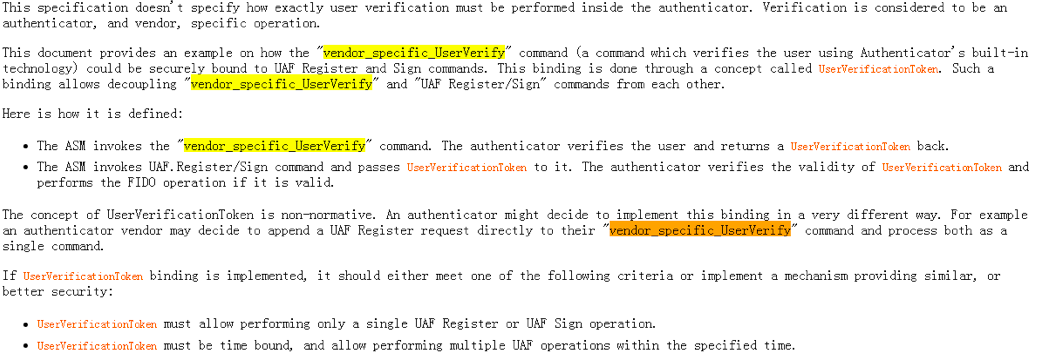 This specification doesn't specify how exactly user verification must be performed inside the authenticator. Verification is considered to be an
authenticator, and vendor, specific operation.
This document provides an example on how the "vendor_specific_UserVerify" command (a command which verifies the user using Authenticator's built-in
technology) could be securely bound to UAF Register and Sign commands. This binding is done through a concept called UserVerificationToken. Such a
binding allows decoupling "vendor_specific_UserVerify" and "UAF Register/Sign" commands from each other.
Here is how it is defined:
• The ASM invokes the "vendor_specific_UserVerify" command. The authenticator verifies the user and returns a UserVerificationToken back.
• The ASM invokes UAF.Register/Sign command and passes UserVerificationToken to it. The authenticator verifies the validity of UserVerificationToken and
performs the FIDO operation if it is valid.
The concept of UserVerificationToken is non-normative. An authenticator might decide to implement this binding in a very different way. For example
an authenticator vendor may decide to append a UAF Register request directly to their "vendor_specific_UserVerify" command and process both as a
single command.
If UserVerificationToken binding is implemented, it should either meet one of the following criteria or implement a mechanism providing similar, or
better security:
• UserVerificationToken must allow performing only a single UAF Register or UAF Sign operation.
• UserVerificationToken must be time bound, and allow performing multiple UAF operations within the specified time.